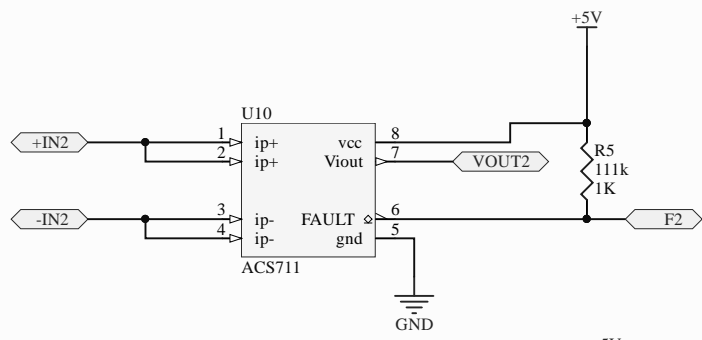 +5V
U10
+IN2
1 ip+ vcc 8
2 ip+ Viout 7
VOUT2
R5
111k
1K
-IN2
3 ip- FAULT 6
F2
4 ip- gnd 5
ACS711
GND